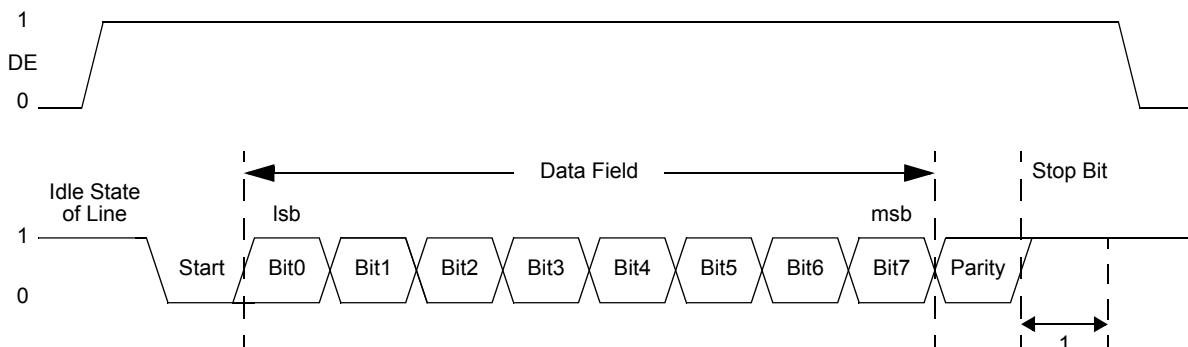 1
DE
0
Data Field
Stop Bit
Idle State
of Line
lsb
msb
1
Start
Bit0
Bit1
Bit2
Bit3
Bit4
Bit5
Bit6
Bit7
Parity
0
1